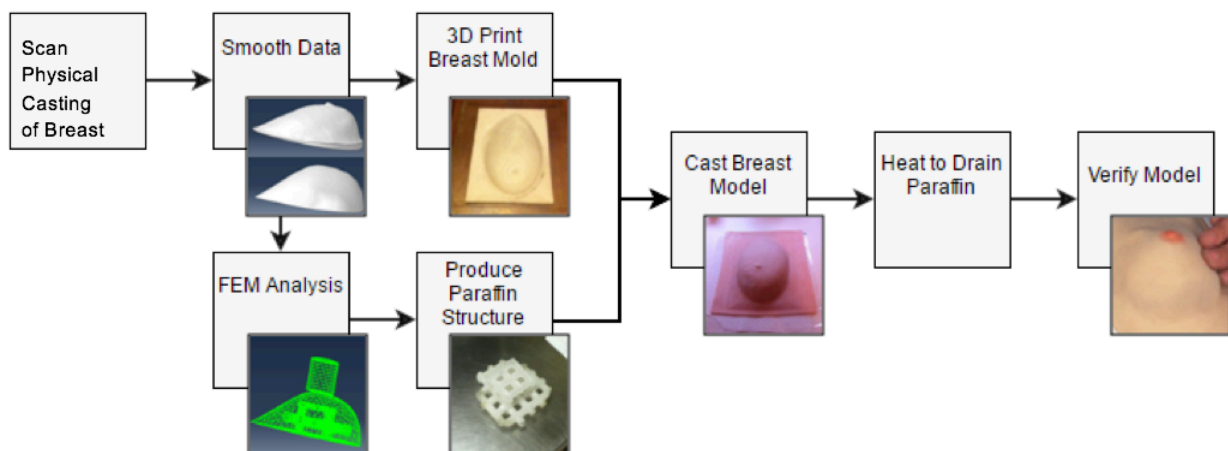 Scan
Physical
Casting
of Breast
Smooth Data
3D Print
Breast Mold
FEM Analysis
Produce
Paraffin
Structure
Cast Breast
Model
Heat to Drain
Paraffin
Verify Model